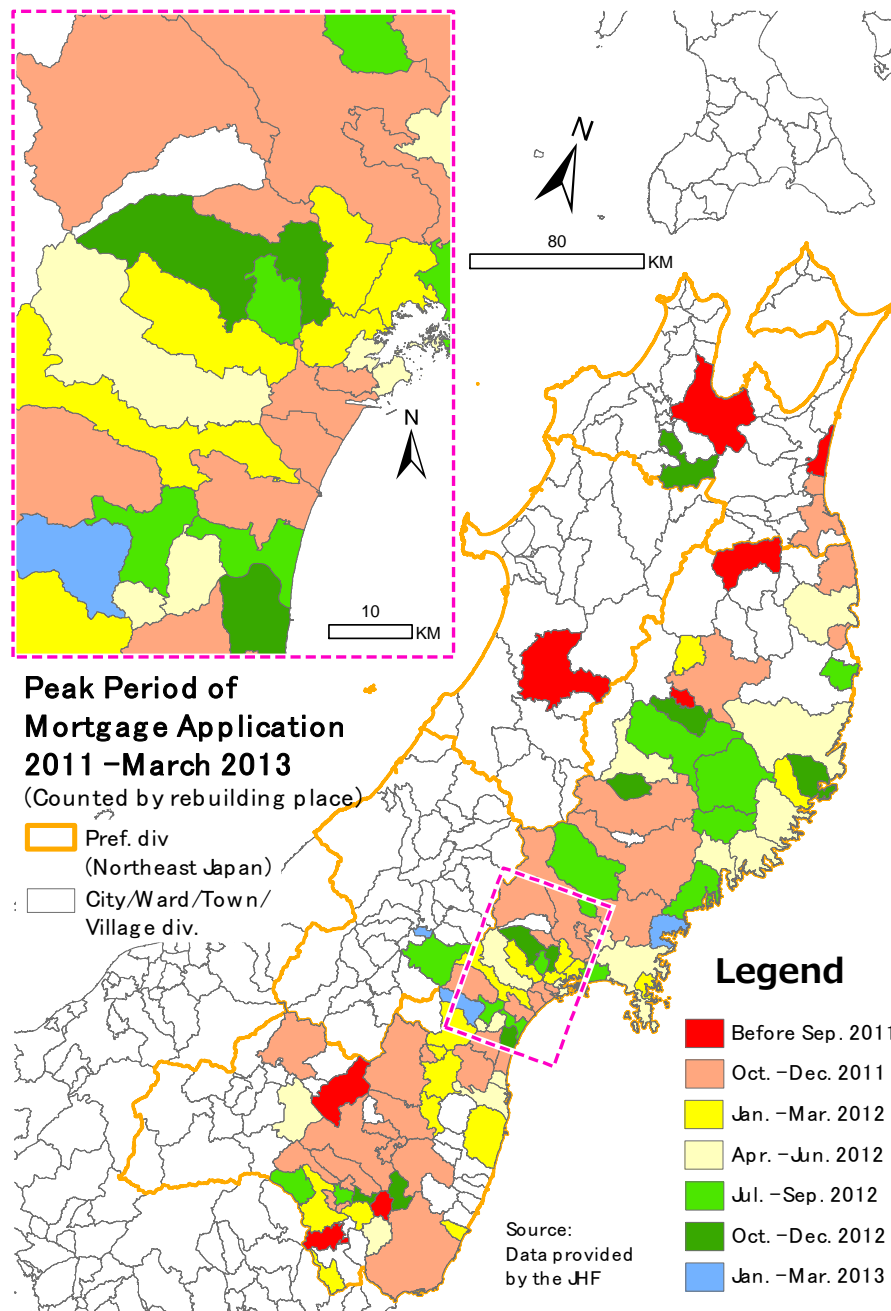 N
80
KM
N
10
KM
Peak Period of
Mortgage Application
2011 –March 2013
(Counted by rebuilding place)
Pref. div
(Northeast Japan)
City/Ward/Town/
Village div.
Legend
Before Sep. 2011
Oct. –Dec. 2011
Jan. –Mar. 2012
Apr. –Jun. 2012
Jul. –Sep. 2012
Oct. –Dec. 2012
Jan. –Mar. 2013
Source:
Data provided
by the JHF